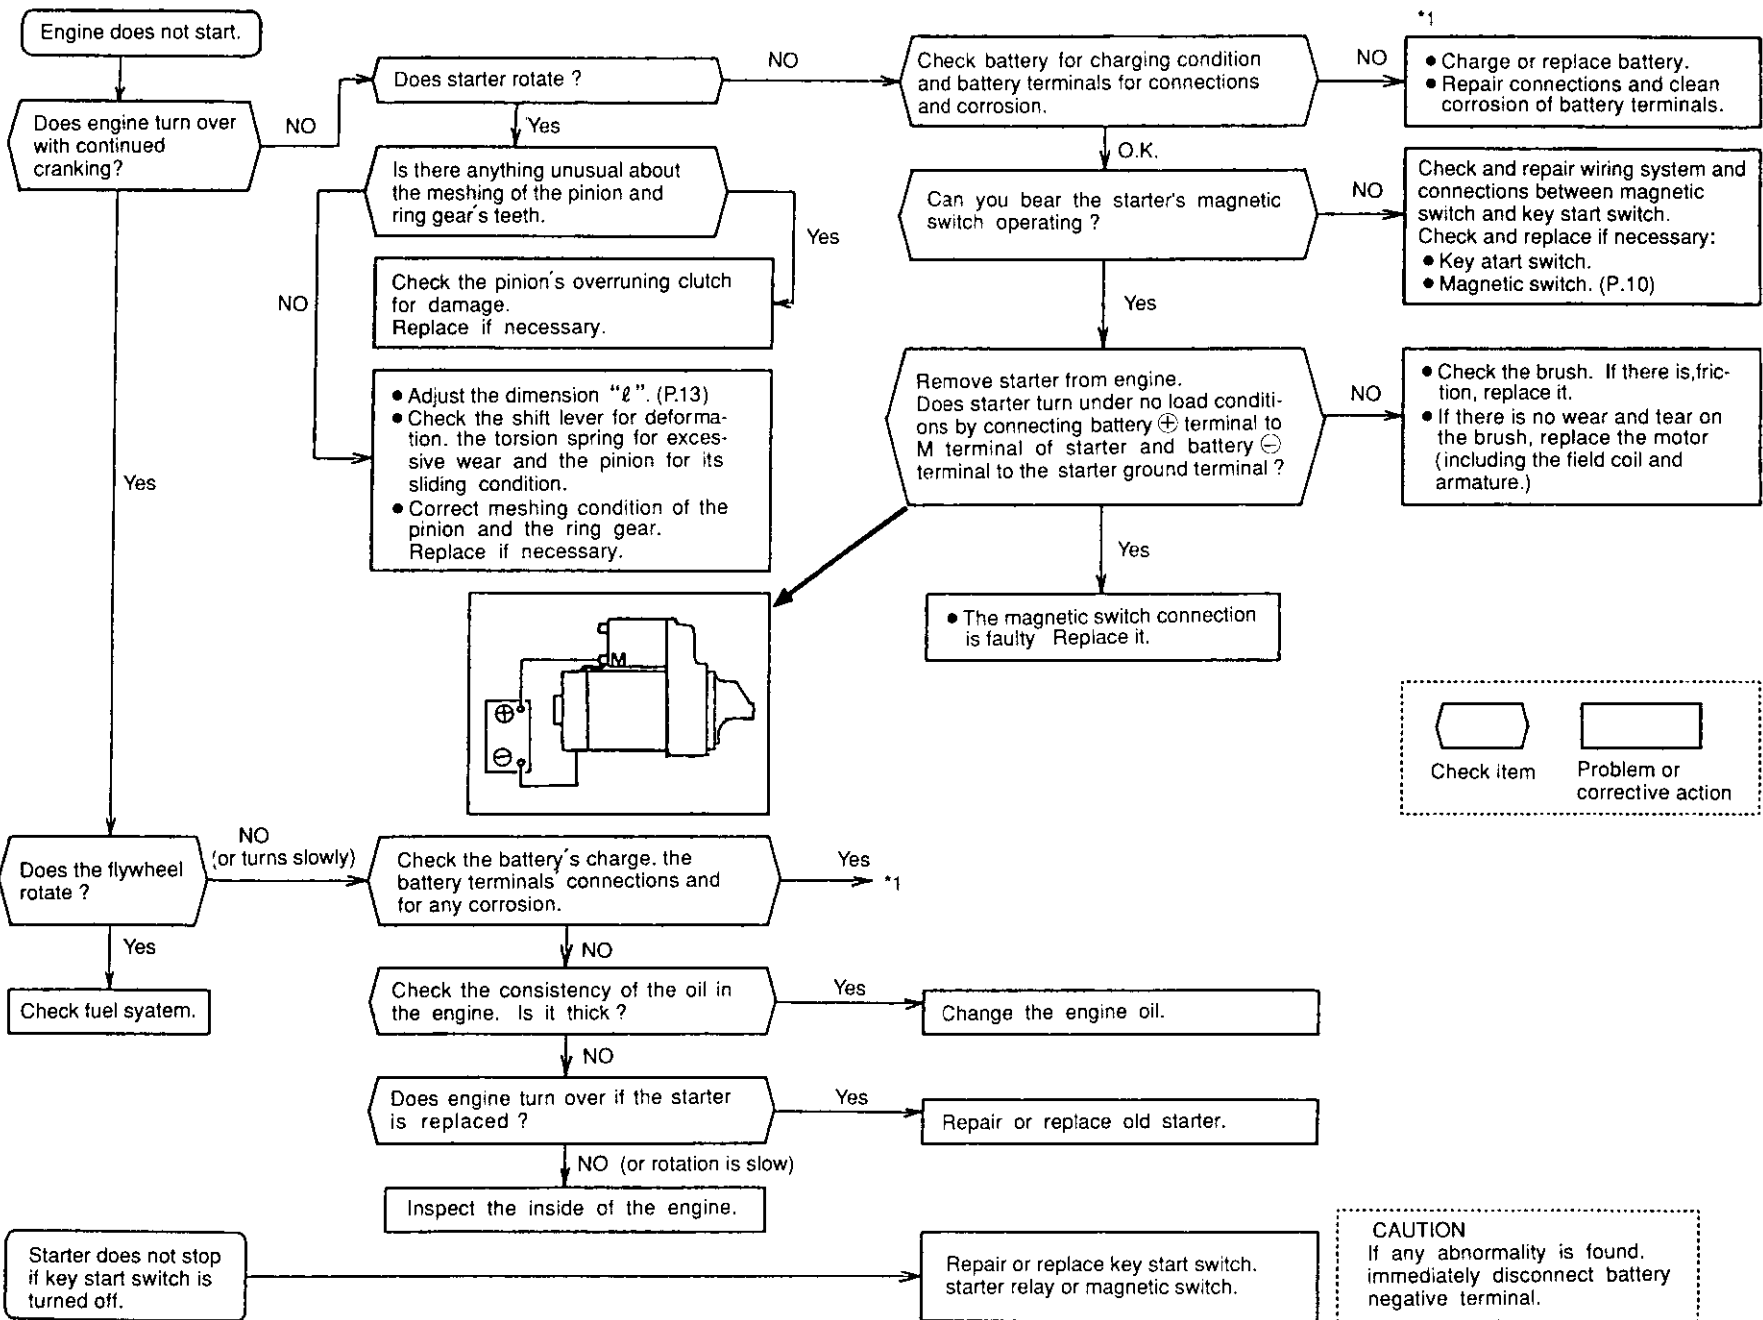 Engine does not start.
Does engine turn over
with continued
cranking?
NO
Does starter rotate ?
NO
Check battery for charging condition
and battery terminals for connections
and corrosion.
NO
*1
● Charge or replace battery.
● Repair connections and clean
corrosion of battery terminals.
Yes
Is there anything unusual about
the meshing of the pinion and
ring gear's teeth.
Yes
NO
Check the pinion's overruning clutch
for damage.
Replace if necessary.
● Adjust the dimension "ℓ". (P.13)
● Check the shift lever for deforma-
tion. the torsion spring for exces-
sive wear and the pinion for its
sliding condition.
● Correct meshing condition of the
pinion and the ring gear.
Replace if necessary.
O.K.
Can you bear the starter's magnetic
switch operating ?
NO
Check and repair wiring system and
connections between magnetic
switch and key start switch.
Check and replace if necessary:
● Key atart switch.
● Magnetic switch. (P.10)
Yes
Remove starter from engine.
Does starter turn under no load conditi-
ons by connecting battery ⊕ terminal to
M terminal of starter and battery ⊖
terminal to the starter ground terminal ?
NO
● Check the brush. If there is,fric-
tion, replace it.
● If there is no wear and tear on
the brush, replace the motor
(including the field coil and
armature.)
Yes
● The magnetic switch connection
is faulty Replace it.
M
⊕
⊖
Check item
Problem or
corrective action
Yes
Does the flywheel
rotate ?
NO
(or turns slowly)
Check the battery's charge. the
battery terminals' connections and
for any corrosion.
Yes
*1
Yes
Check fuel syatem.
NO
Check the consistency of the oil in
the engine. Is it thick ?
Yes
Change the engine oil.
NO
Does engine turn over if the starter
is replaced ?
Yes
Repair or replace old starter.
NO (or rotation is slow)
Inspect the inside of the engine.
Starter does not stop
if key start switch is
turned off.
Repair or replace key start switch.
starter relay or magnetic switch.
CAUTION
If any abnormality is found.
immediately disconnect battery
negative terminal.